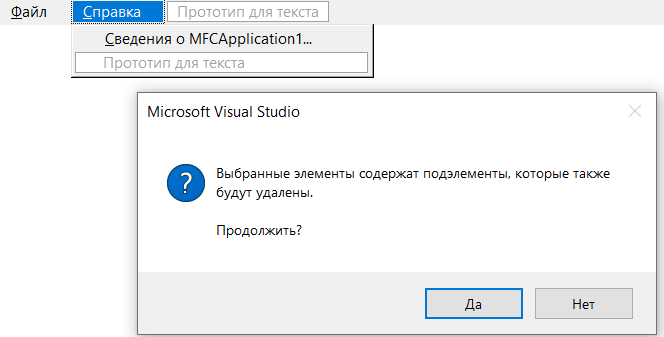 Файл Справка Прототип для текста
Сведения о MFCApplication1...
Прототип для текста
Microsoft Visual Studio
Выбранные элементы содержат подэлементы, которые также
будут удалены.
Продолжить?
Да Нет